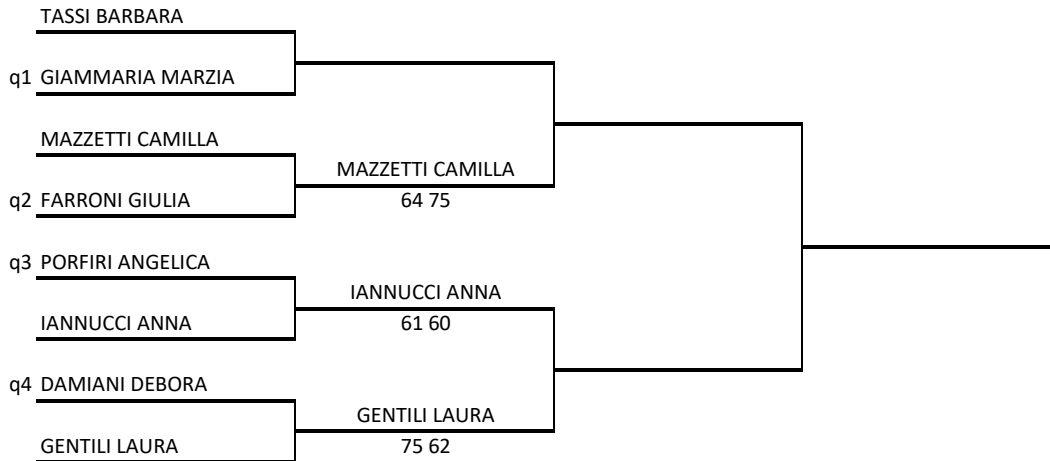 TASSI BARBARA
q1 GIAMMARIA MARZIA
MAZZETTI CAMILLA
MAZZETTI CAMILLA
q2 FARRONI GIULIA
64 75
q3 PORFIRI ANGELICA
IANNUCCI ANNA
IANNUCCI ANNA
61 60
q4 DAMIANI DEBORA
GENTILI LAURA
GENTILI LAURA
75 62